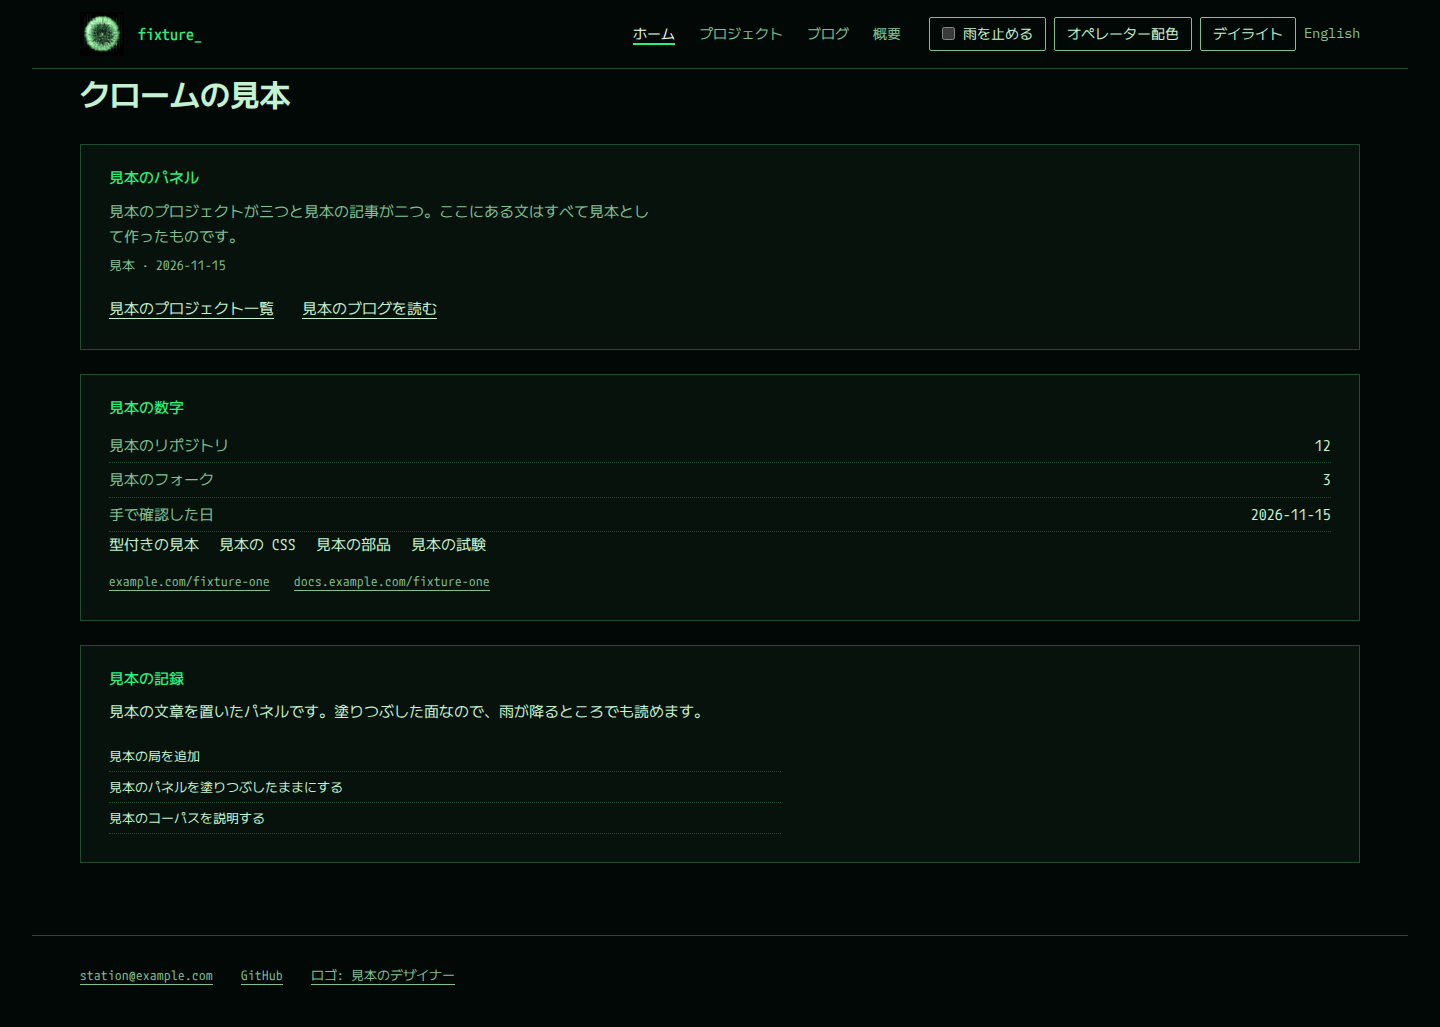 fixture_
ホーム プロジェクト ブログ 概要 雨を止める オペレーター配色 デイライト English
クロームの見本
見本のパネル
見本のプロジェクトが三つと見本の記事が二つ。ここにある文はすべて見本とし
て作ったものです。
見本 · 2026-11-15
見本のプロジェクト一覧 見本のブログを読む
見本の数字
見本のリポジトリ 12
見本のフォーク 3
手で確認した日 2026-11-15
型付きの見本 見本の CSS 見本の部品 見本の試験
example.com/fixture-one docs.example.com/fixture-one
見本の記録
見本の文章を置いたパネルです。塗りつぶした面なので、雨が降るところでも読めます。
見本の局を追加
見本のパネルを塗りつぶしたままにする
見本のコーパスを説明する
station@example.com GitHub ロゴ: 見本のデザイナー